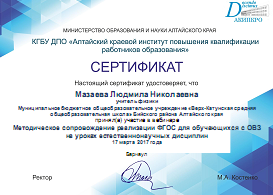 МИНИСТЕРСТВО ОБРАЗОВАНИЯ И НАУКИ АЛТАЙСКОГО КРАЯ
КГБУ ДПО «Алтайский краевой институт повышения квалификации
работников образования»
СЕРТИФИКАТ
Настоящий сертификат удостоверяет, что
Мазаева Людмила Николаевна
учитель физики
Муниципальное бюджетное общеобразовательное учреждение «Верх-Катунская средняя
общеобразовательная школа» Бийского района Алтайского края
принял(а) участие в вебинаре
Методическое сопровождение реализации ФГОС для обучающихся с ОВЗ
на уроках естественнонаучных дисциплин
17 марта 2017 года
Барнаул
Ректор
М.А. Костенко